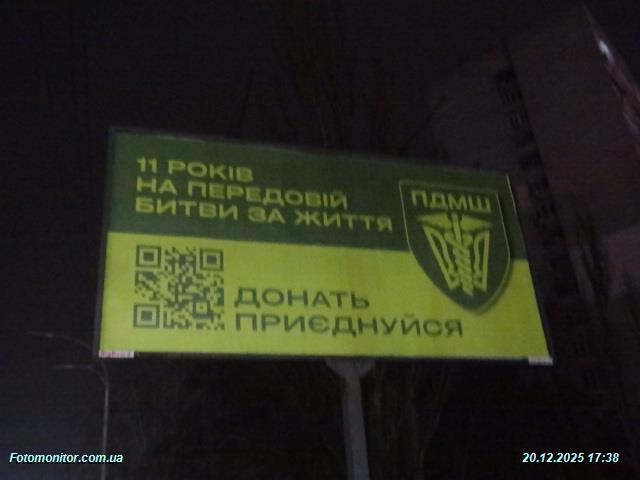 11 РОКІВ
НА ПЕРЕДОВІЙ
БИТВИ ЗА ЖИТТЯ
ПДМШ
ДОНАТЬ
ПРИЄДНУЙСЯ
Fotomonitor.com.ua
20.12.2025 17:38